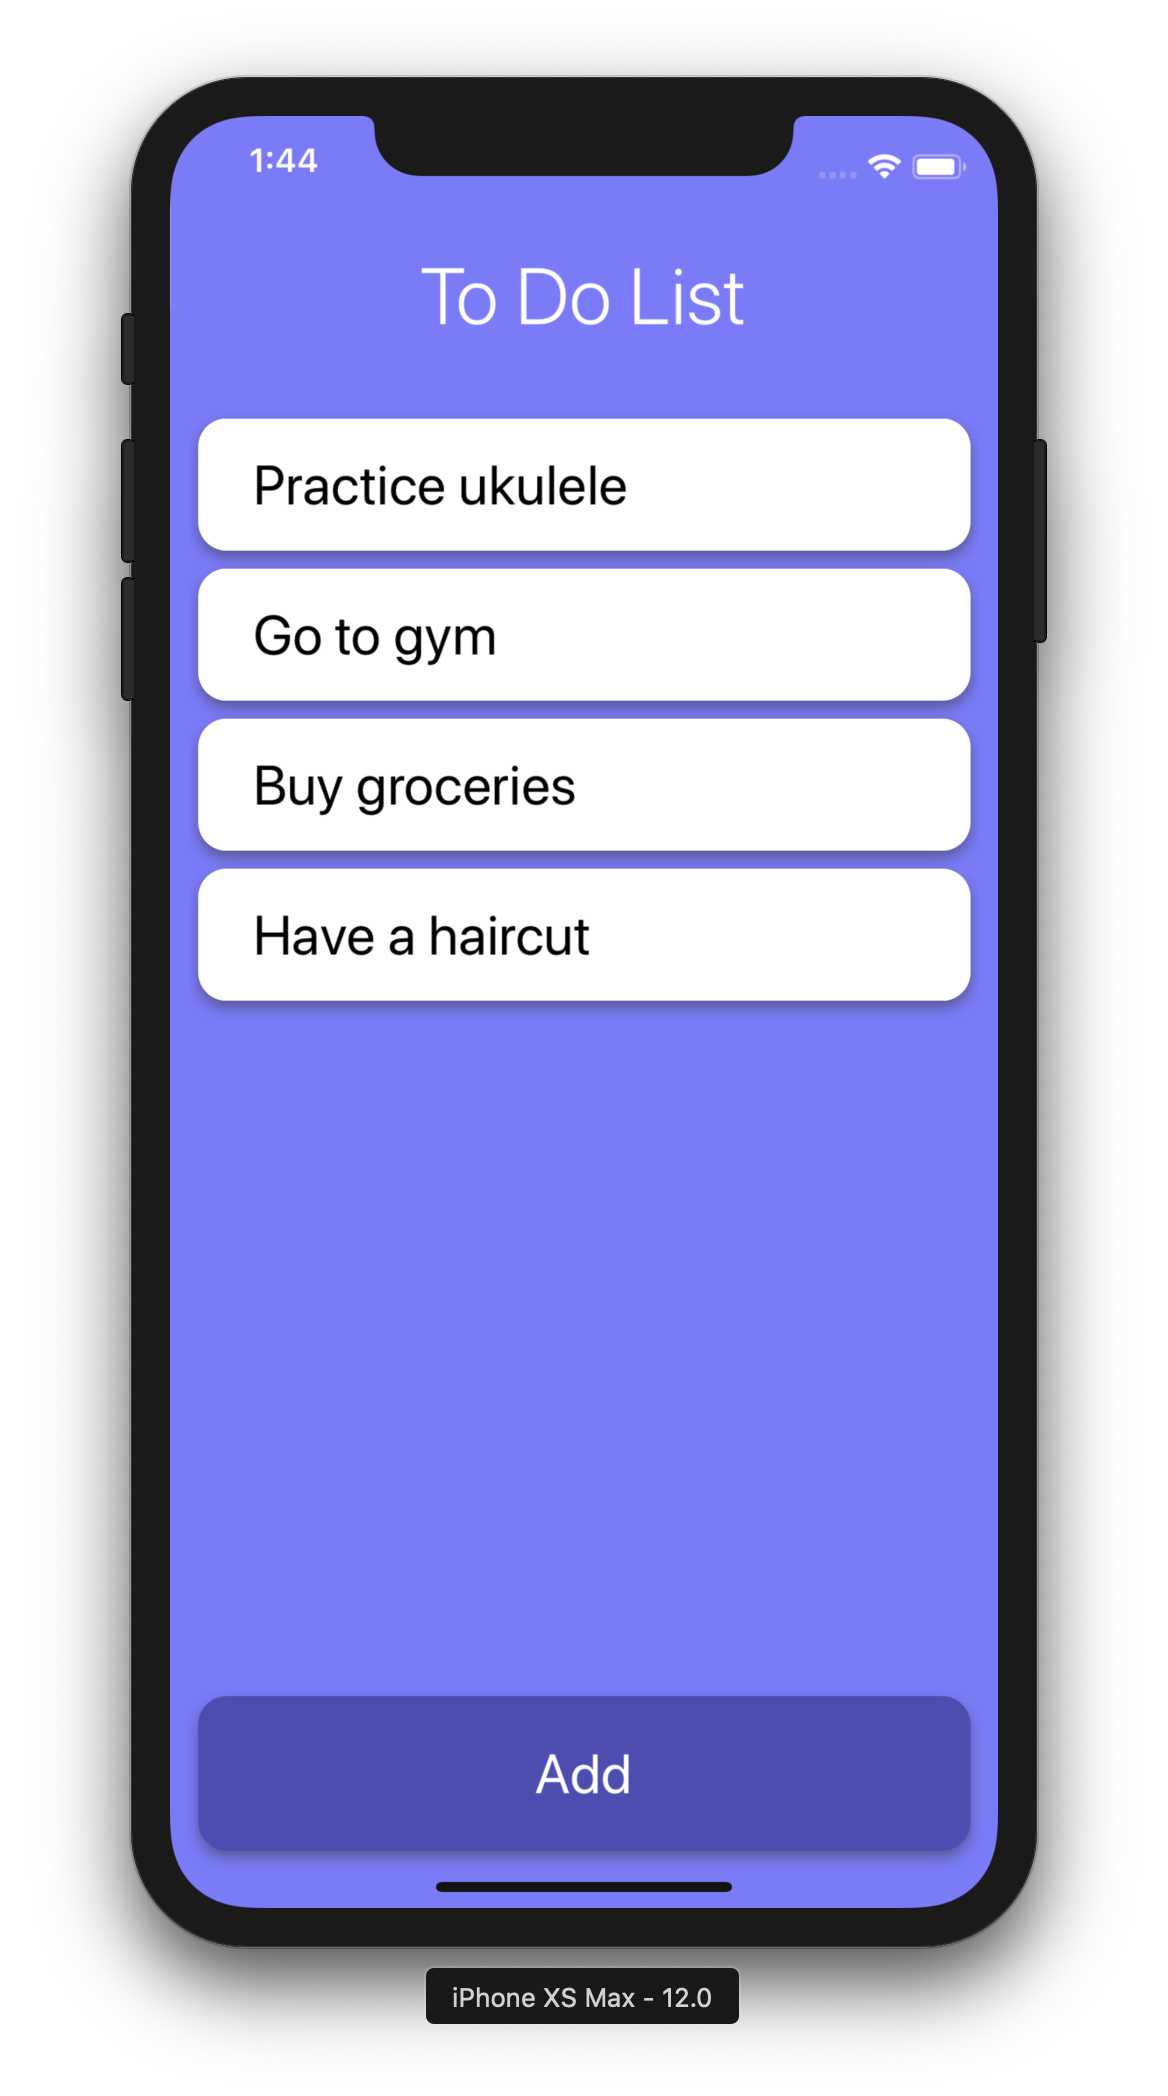 1:44
To Do List
Practice ukulele
Go to gym
Buy groceries
Have a haircut
Add
iPhone XS Max - 12.0